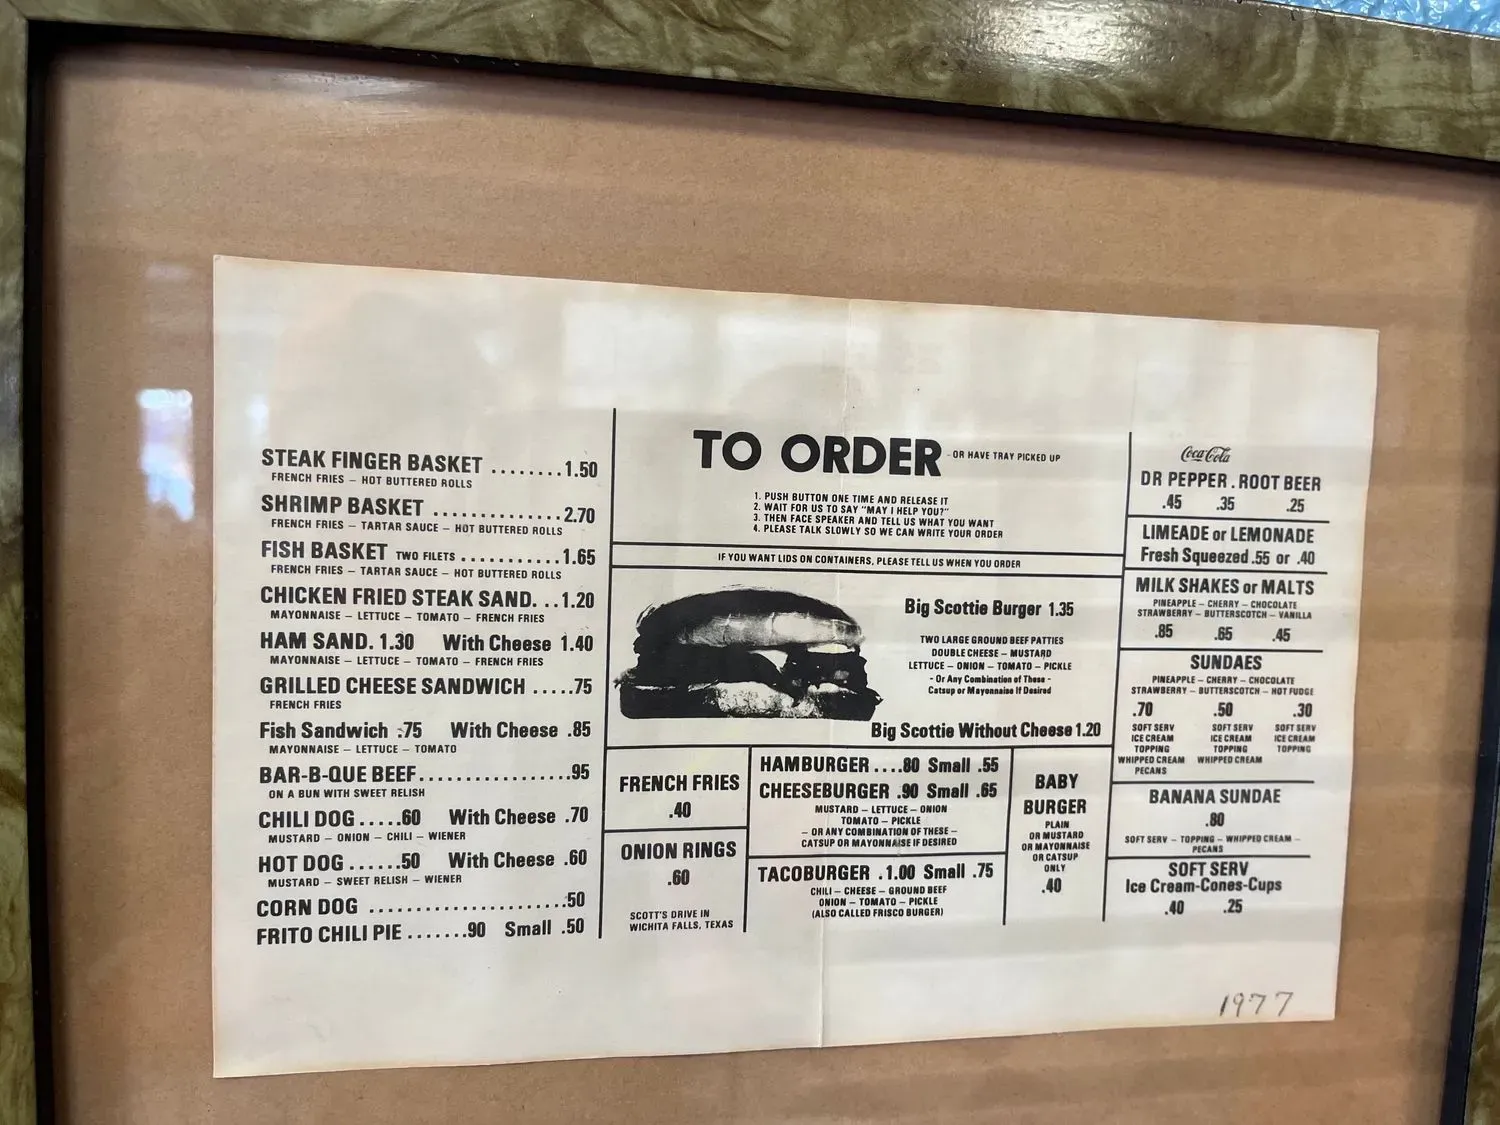 STEAK FINGER BASKET ........1.50
FRENCH FRIES – HOT BUTTERED ROLLS
SHRIMP BASKET ..............2.70
FRENCH FRIES – TARTAR SAUCE – HOT BUTTERED ROLLS
FISH BASKET TWO FILETS ...........1.65
FRENCH FRIES – TARTAR SAUCE – HOT BUTTERED ROLLS
CHICKEN FRIED STEAK SAND. ..1.20
MAYONNAISE – LETTUCE – TOMATO – FRENCH FRIES
HAM SAND. 1.30 With Cheese 1.40
MAYONNAISE – LETTUCE – TOMATO – FRENCH FRIES
GRILLED CHEESE SANDWICH .....75
FRENCH FRIES
Fish Sandwich .75 With Cheese .85
MAYONNAISE – LETTUCE – TOMATO
BAR-B-QUE BEEF................95
ON A BUN WITH SWEET RELISH
CHILI DOG.....60 With Cheese .70
MUSTARD – ONION – CHILI – WIENER
HOT DOG ......50 With Cheese .60
MUSTARD – SWEET RELISH – WIENER
CORN DOG ......................50
FRITO CHILI PIE.......90 Small .50
TO ORDER - OR HAVE TRAY PICKED UP
1. PUSH BUTTON ONE TIME AND RELEASE IT
2. WAIT FOR US TO SAY "MAY I HELP YOU?"
3. THEN FACE SPEAKER AND TELL US WHAT YOU WANT
4. PLEASE TALK SLOWLY SO WE CAN WRITE YOUR ORDER
IF YOU WANT LIDS ON CONTAINERS, PLEASE TELL US WHEN YOU ORDER
Big Scottie Burger 1.35
TWO LARGE GROUND BEEF PATTIES
DOUBLE CHEESE – MUSTARD
LETTUCE – ONION – TOMATO – PICKLE
- Or Any Combination of These -
Catsup or Mayonnaise If Desired
Big Scottie Without Cheese 1.20
FRENCH FRIES
.40
ONION RINGS
.60
SCOTT'S DRIVE IN
WICHITA FALLS, TEXAS
HAMBURGER ....80 Small .55
CHEESEBURGER .90 Small .65
MUSTARD – LETTUCE – ONION
TOMATO – PICKLE
– OR ANY COMBINATION OF THESE –
CATSUP OR MAYONNAISE IF DESIRED
TACOBURGER .1.00 Small .75
CHILI – CHEESE – GROUND BEEF
ONION – TOMATO – PICKLE
(ALSO CALLED FRISCO BURGER)
BABY
BURGER
PLAIN
OR MUSTARD
OR MAYONNAISE
OR CATSUP
ONLY
.40
Coca-Cola
DR PEPPER . ROOT BEER
.45 .35 .25
LIMEADE or LEMONADE
Fresh Squeezed .55 or .40
MILK SHAKES or MALTS
PINEAPPLE – CHERRY – CHOCOLATE
STRAWBERRY – BUTTERSCOTCH – VANILLA
.85 .65 .45
SUNDAES
PINEAPPLE – CHERRY – CHOCOLATE
STRAWBERRY – BUTTERSCOTCH – HOT FUDGE
.70 .50 .30
SOFT SERV SOFT SERV SOFT SERV
ICE CREAM ICE CREAM ICE CREAM
TOPPING TOPPING TOPPING
WHIPPED CREAM WHIPPED CREAM
PECANS
BANANA SUNDAE
.80
SOFT SERV – TOPPING – WHIPPED CREAM –
PECANS
SOFT SERV
Ice Cream-Cones-Cups
.40 .25
1977